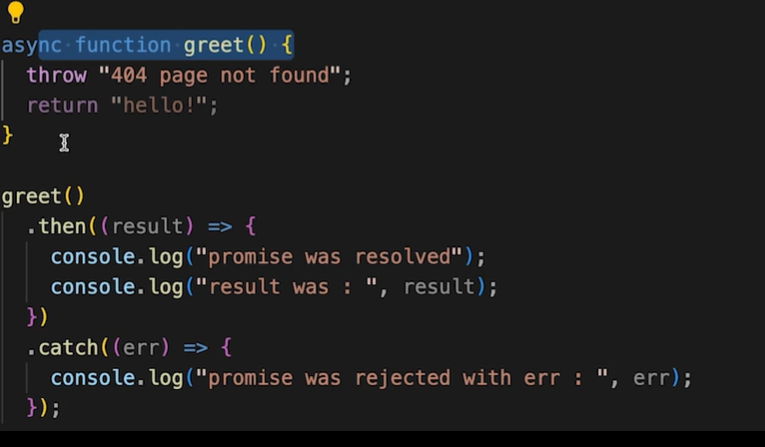 async function greet() {
  throw "404 page not found";
  return "hello!";
}
greet()
  .then((result) => {
    console.log("promise was resolved");
    console.log("result was : ", result);
  })
  .catch((err) => {
    console.log("promise was rejected with err : ", err);
  });